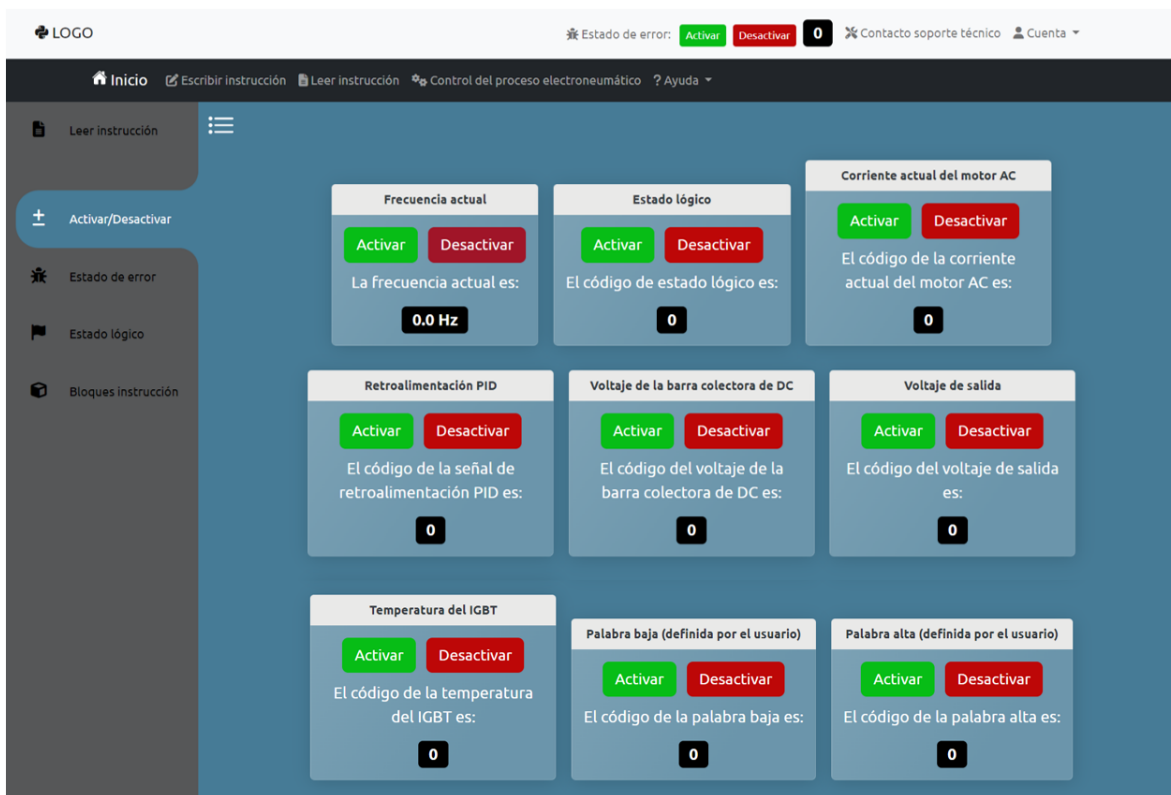 LOGO
Estado de error: Activar Desactivar 0 Contacto soporte técnico Cuenta
Inicio Escribir instrucción Leer instrucción Control del proceso electroneumático ? Ayuda
Leer instrucción
Activar/Desactivar
Estado de error
Estado lógico
Bloques instrucción
Frecuencia actual
Activar Desactivar
La frecuencia actual es:
0.0 Hz
Estado lógico
Activar Desactivar
El código de estado lógico es:
0
Corriente actual del motor AC
Activar Desactivar
El código de la corriente
actual del motor AC es:
0
Retroalimentación PID
Activar Desactivar
El código de la señal de
retroalimentación PID es:
0
Voltaje de la barra colectora de DC
Activar Desactivar
El código del voltaje de la
barra colectora de DC es:
0
Voltaje de salida
Activar Desactivar
El código del voltaje de salida
es:
0
Temperatura del IGBT
Activar Desactivar
El código de la temperatura
del IGBT es:
0
Palabra baja (definida por el usuario)
Activar Desactivar
El código de la palabra baja es:
0
Palabra alta (definida por el usuario)
Activar Desactivar
El código de la palabra alta es:
0